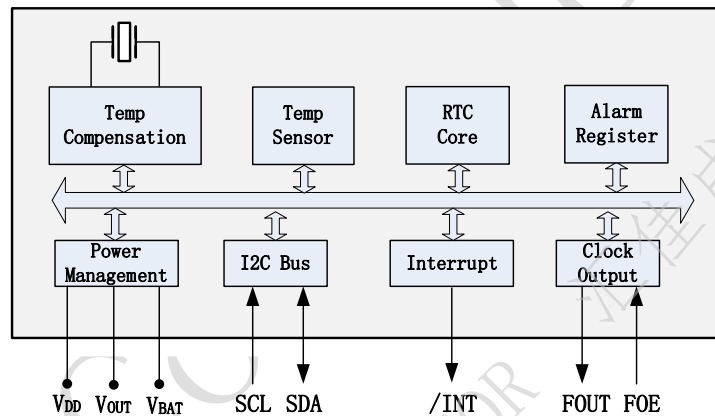 Temp
Compensation
Temp
Sensor
RTC
Core
Alarm
Register
Power
Management
I2C Bus
Interrupt
Clock
Output
VDD VOUT VBAT SCL SDA /INT FOUT FOE